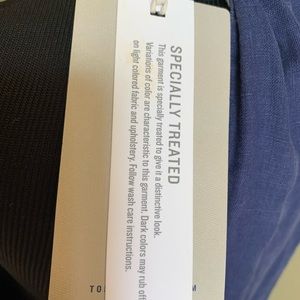 SPECIALLY TREATED
This garment is specially treated to give it a distinctive look.
Variations of color are characteristic to this garment. Dark colors may rub off
on light colored fabric and upholstery. Follow wash care instructions.
TO
M